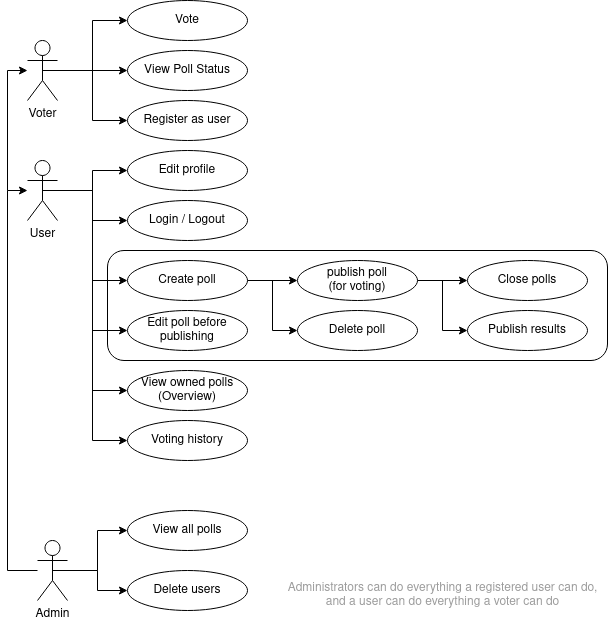 Vote
View Poll Status
Voter
Register as user
Edit profile
User
Login / Logout
Create poll
publish poll
(for voting)
Close polls
Edit poll before
publishing
Delete poll
Publish results
View owned polls
(Overview)
Voting history
View all polls
Admin
Delete users
Administrators can do everything a registered user can do,
and a user can do everything a voter can do